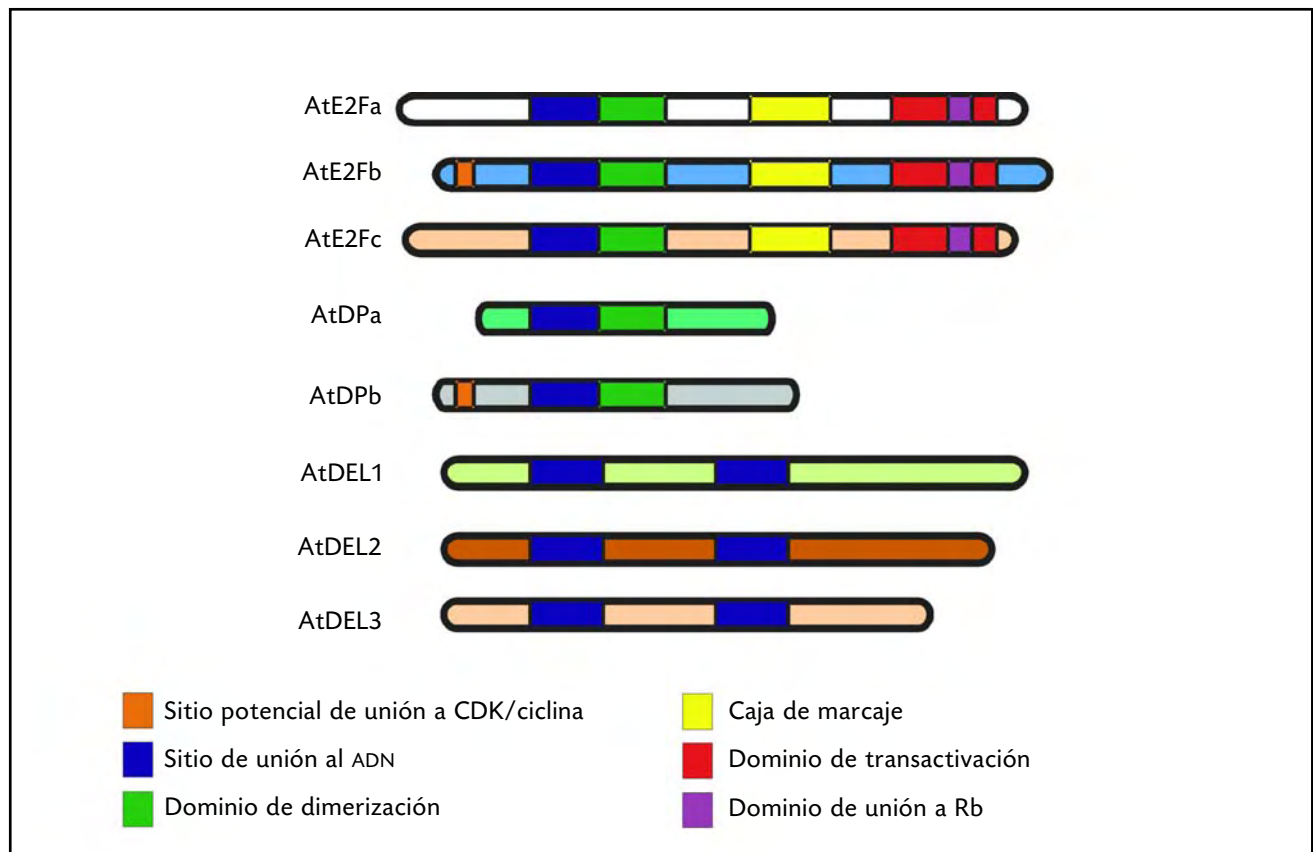 AtE2Fa
AtE2Fb
AtE2Fc
AtDPa
AtDPb
AtDEL1
AtDEL2
AtDEL3
Sitio potencial de unión a CDK/ciclina
Sitio de unión al ADN
Dominio de dimerización
Caja de marcaje
Dominio de transactivación
Dominio de unión a Rb